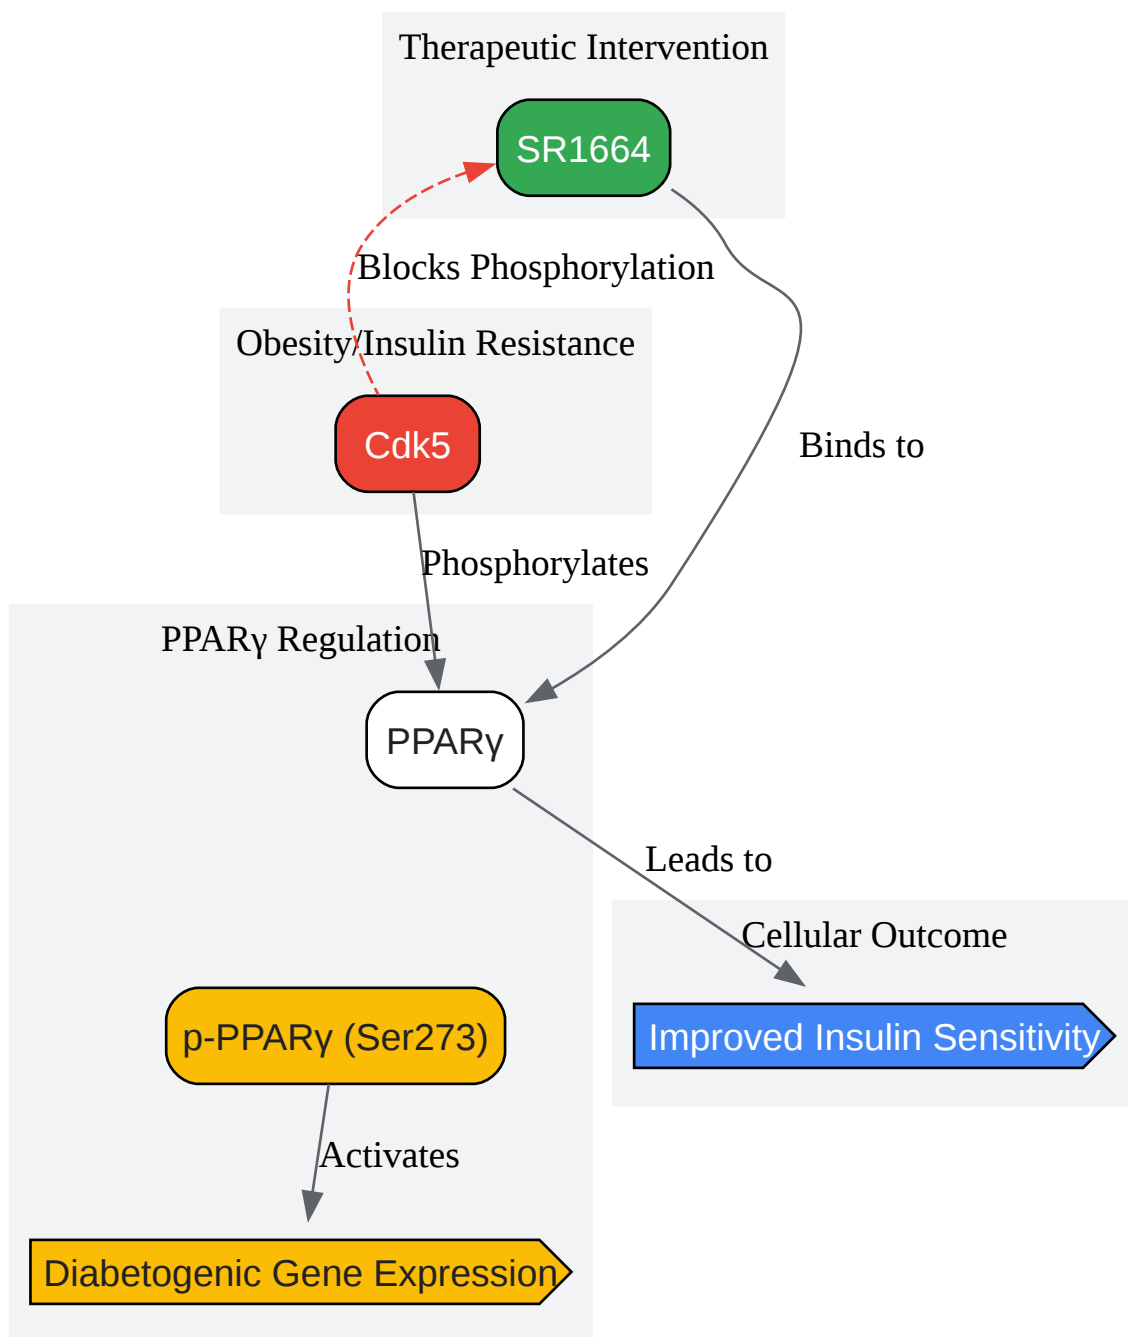 Therapeutic Intervention
SR1664
Blocks Phosphorylation
Obesity/Insulin Resistance
Cdk5
Binds to
Phosphorylates
PPARγ Regulation
PPARγ
Leads to
Cellular Outcome
p-PPARγ (Ser273)
Improved Insulin Sensitivity
Activates
Diabetogenic Gene Expression